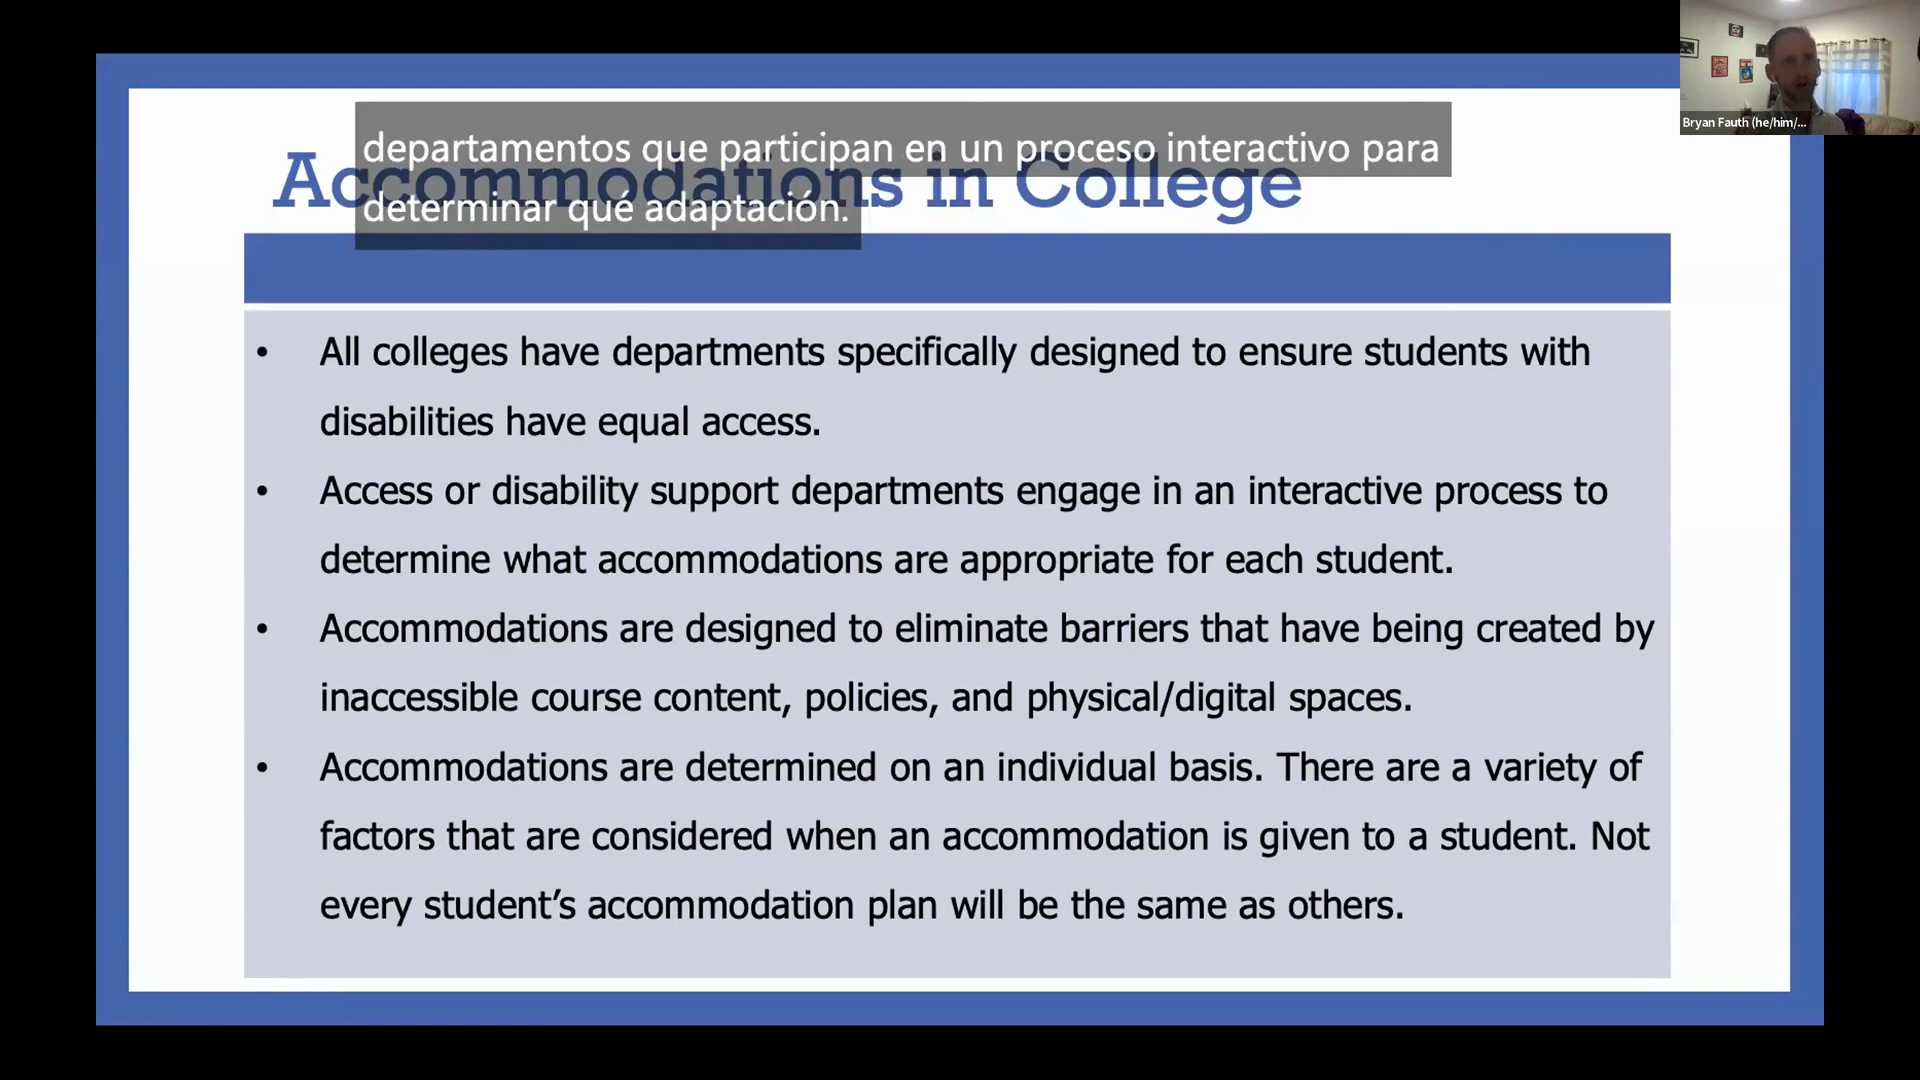 departamentos que participan en un proceso interactivo para
determinar qué adaptación.
Accommodations in College
• All colleges have departments specifically designed to ensure students with
disabilities have equal access.
• Access or disability support departments engage in an interactive process to
determine what accommodations are appropriate for each student.
• Accommodations are designed to eliminate barriers that have being created by
inaccessible course content, policies, and physical/digital spaces.
• Accommodations are determined on an individual basis. There are a variety of
factors that are considered when an accommodation is given to a student. Not
every student’s accommodation plan will be the same as others.
Bryan Fauth (he/him/...